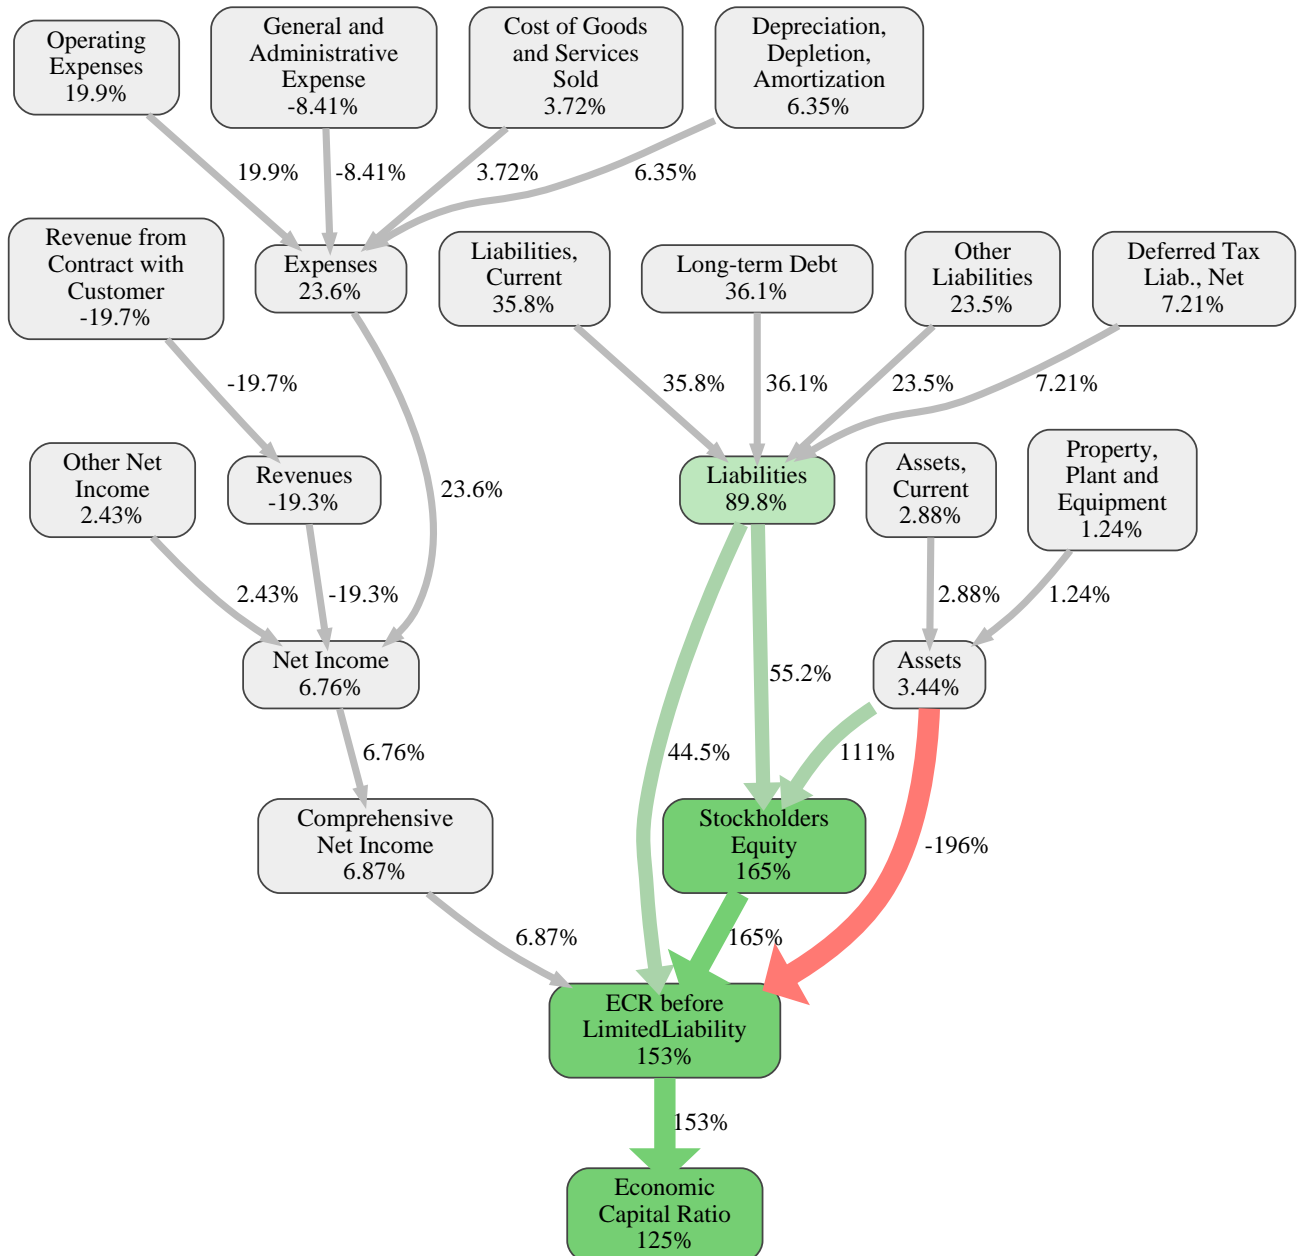 Operating
Expenses
19.9%
General and
Administrative
Expense
-8.41%
Cost of Goods
and Services
Sold
3.72%
Depreciation,
Depletion,
Amortization
6.35%
19.9%
-8.41%
3.72%
6.35%
Revenue from
Contract with
Customer
-19.7%
Expenses
23.6%
Liabilities,
Current
35.8%
Long-term Debt
36.1%
Other
Liabilities
23.5%
Deferred Tax
Liab., Net
7.21%
-19.7%
35.8%
36.1%
23.5%
7.21%
Other Net
Income
2.43%
Revenues
-19.3%
23.6%
Liabilities
89.8%
Assets,
Current
2.88%
Property,
Plant and
Equipment
1.24%
2.43%
-19.3%
2.88%
1.24%
Net Income
6.76%
55.2%
Assets
3.44%
6.76%
44.5%
111%
Comprehensive
Net Income
6.87%
Stockholders
Equity
165%
-196%
6.87%
165%
ECR before
LimitedLiability
153%
153%
Economic
Capital Ratio
125%